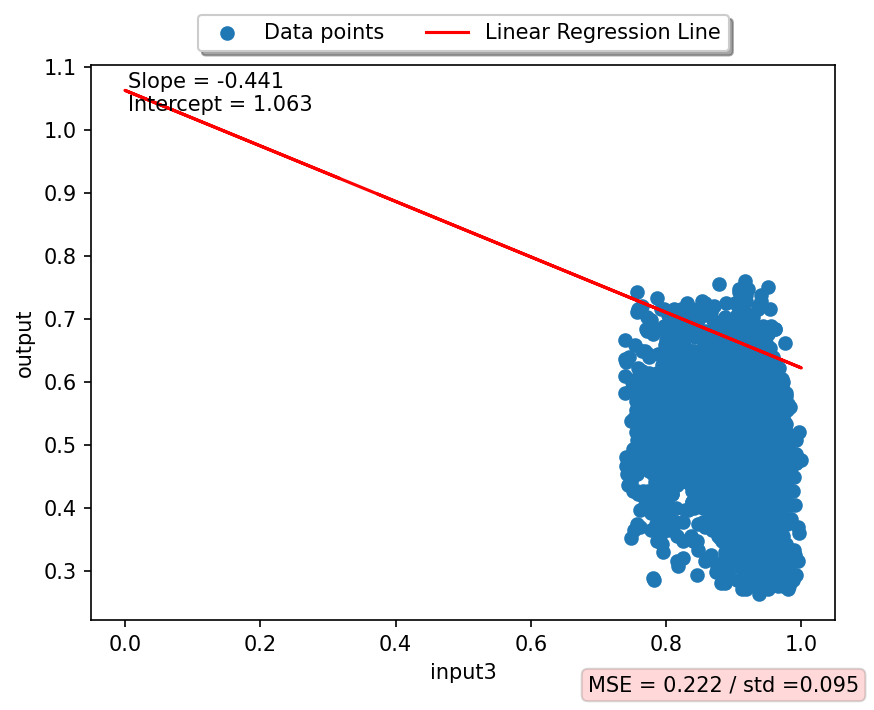 Data points
Linear Regression Line
Slope = -0.441
Intercept = 1.063
output
1.1
1.0
0.9
0.8
0.7
0.6
0.5
0.4
0.3
0.0 0.2 0.4 0.6 0.8 1.0
input3
MSE = 0.222 / std =0.095